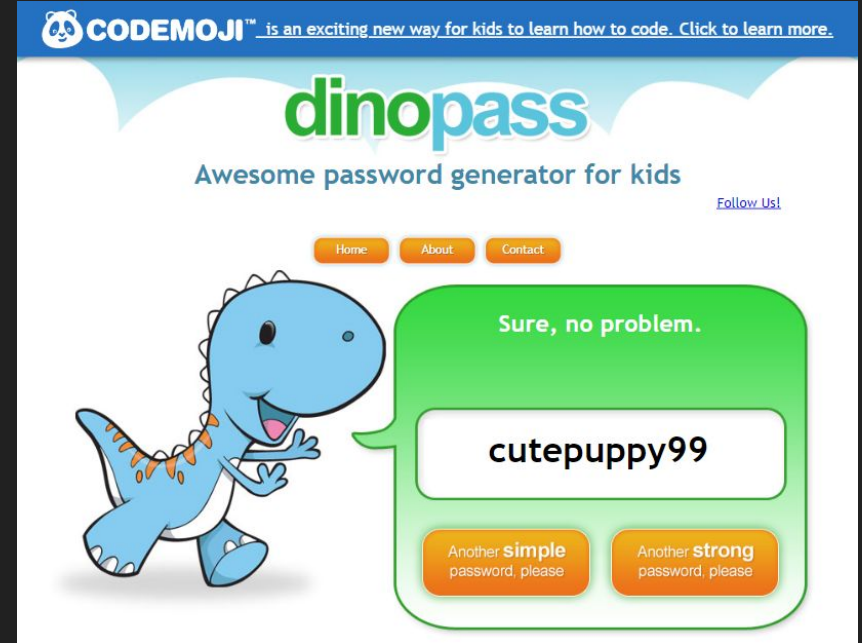 CODEMOJI™ is an exciting new way for kids to learn how to code. Click to learn more.
dinopass
Awesome password generator for kids
Follow Us!
Home About Contact
Sure, no problem.
cutepuppy99
Another simple password, please
Another strong password, please